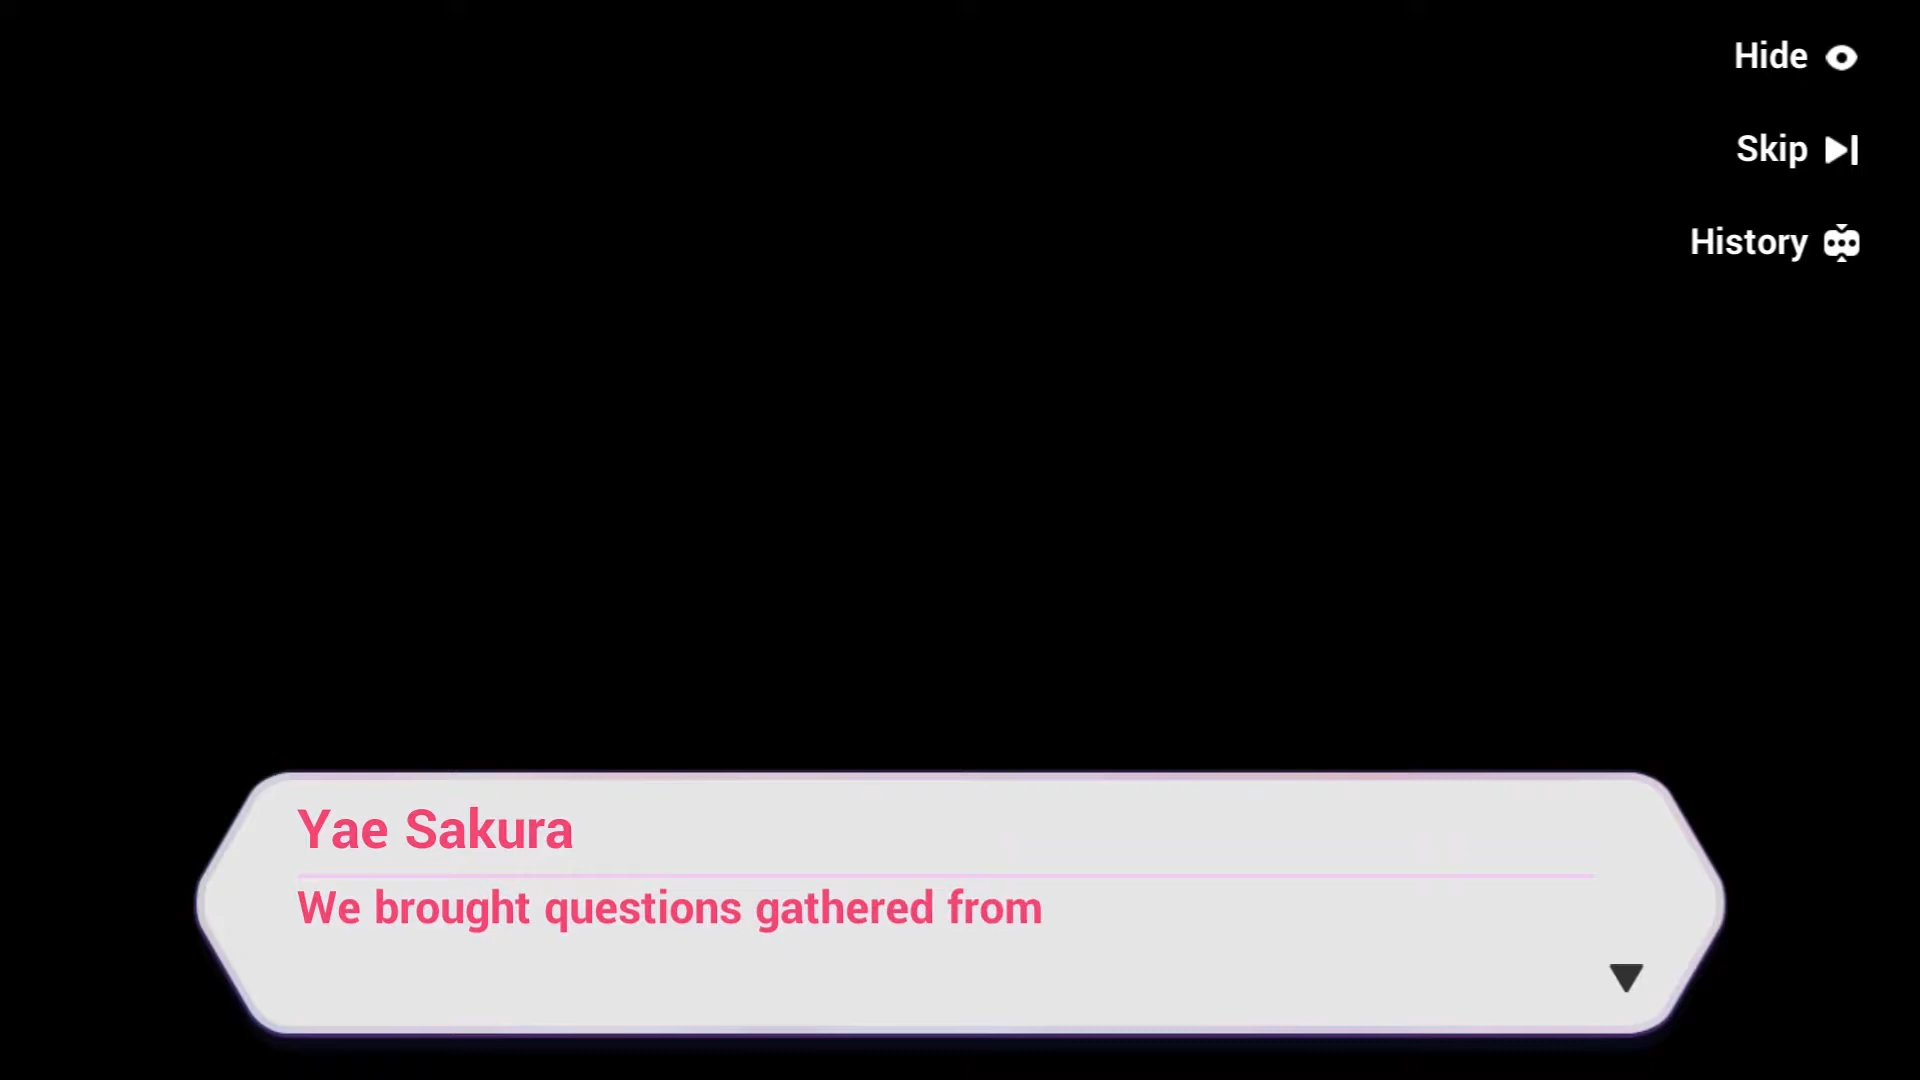 Hide
Skip
History
Yae Sakura
We brought questions gathered from